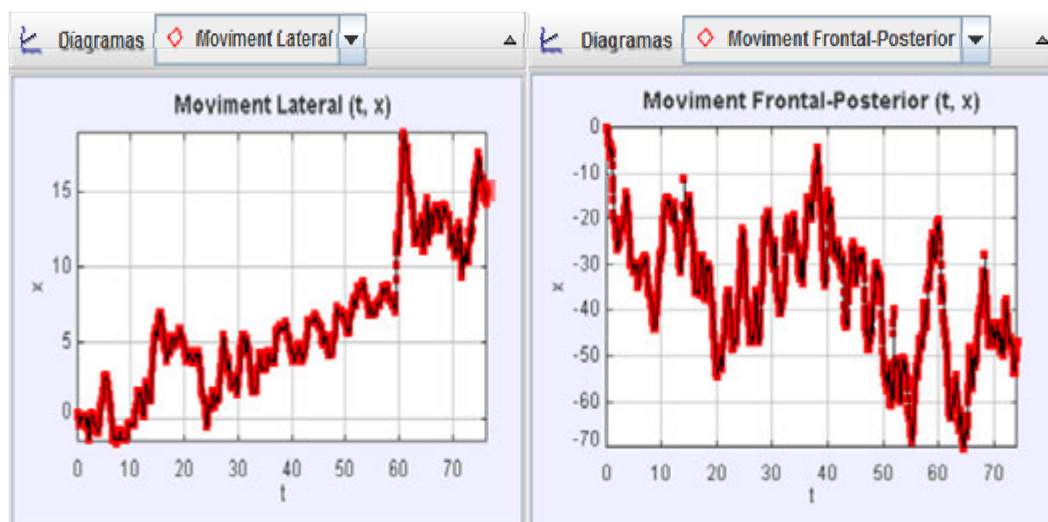 Diagramas Moviment Lateral
Moviment Lateral (t, x)
15
10
5
0
x
0 10 20 30 40 50 60 70
t
Diagramas Moviment Frontal-Posterior
Moviment Frontal-Posterior (t, x)
0
-10
-20
-30
-40
-50
-60
-70
x
0 10 20 30 40 50 60 70
t